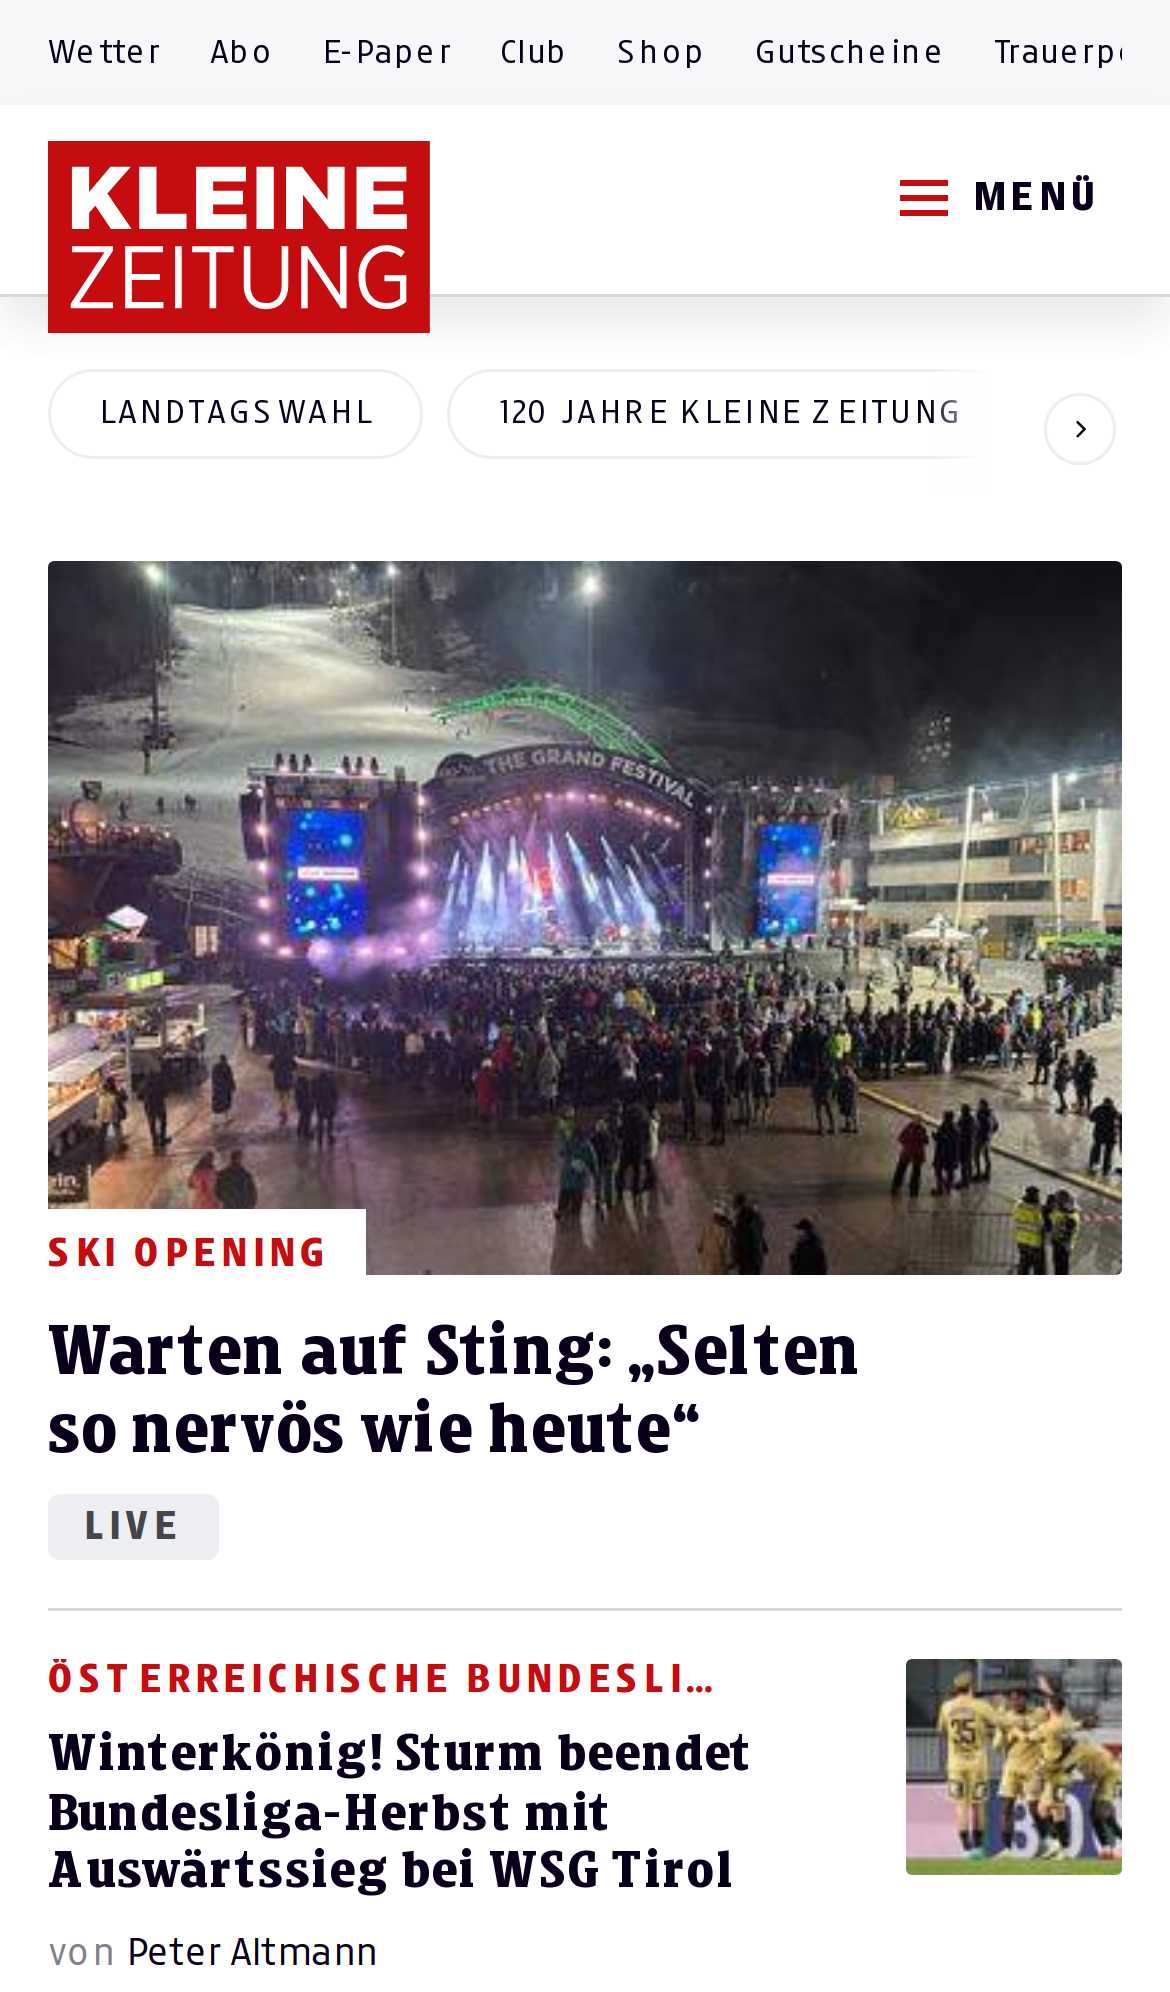 Wetter Abo E-Paper Club Shop Gutscheine Trauerp
KLEINE
ZEITUNG
MENÜ
LANDTAGSWAHL 120 JAHRE KLEINE ZEITUNG
THE GRAND FESTIVAL
SKI OPENING
Warten auf Sting: „Selten
so nervös wie heute“
LIVE
ÖSTERREICHISCHE BUNDESLI...
Winterkönig! Sturm beendet
Bundesliga-Herbst mit
Auswärtssieg bei WSG Tirol
35
von Peter Altmann